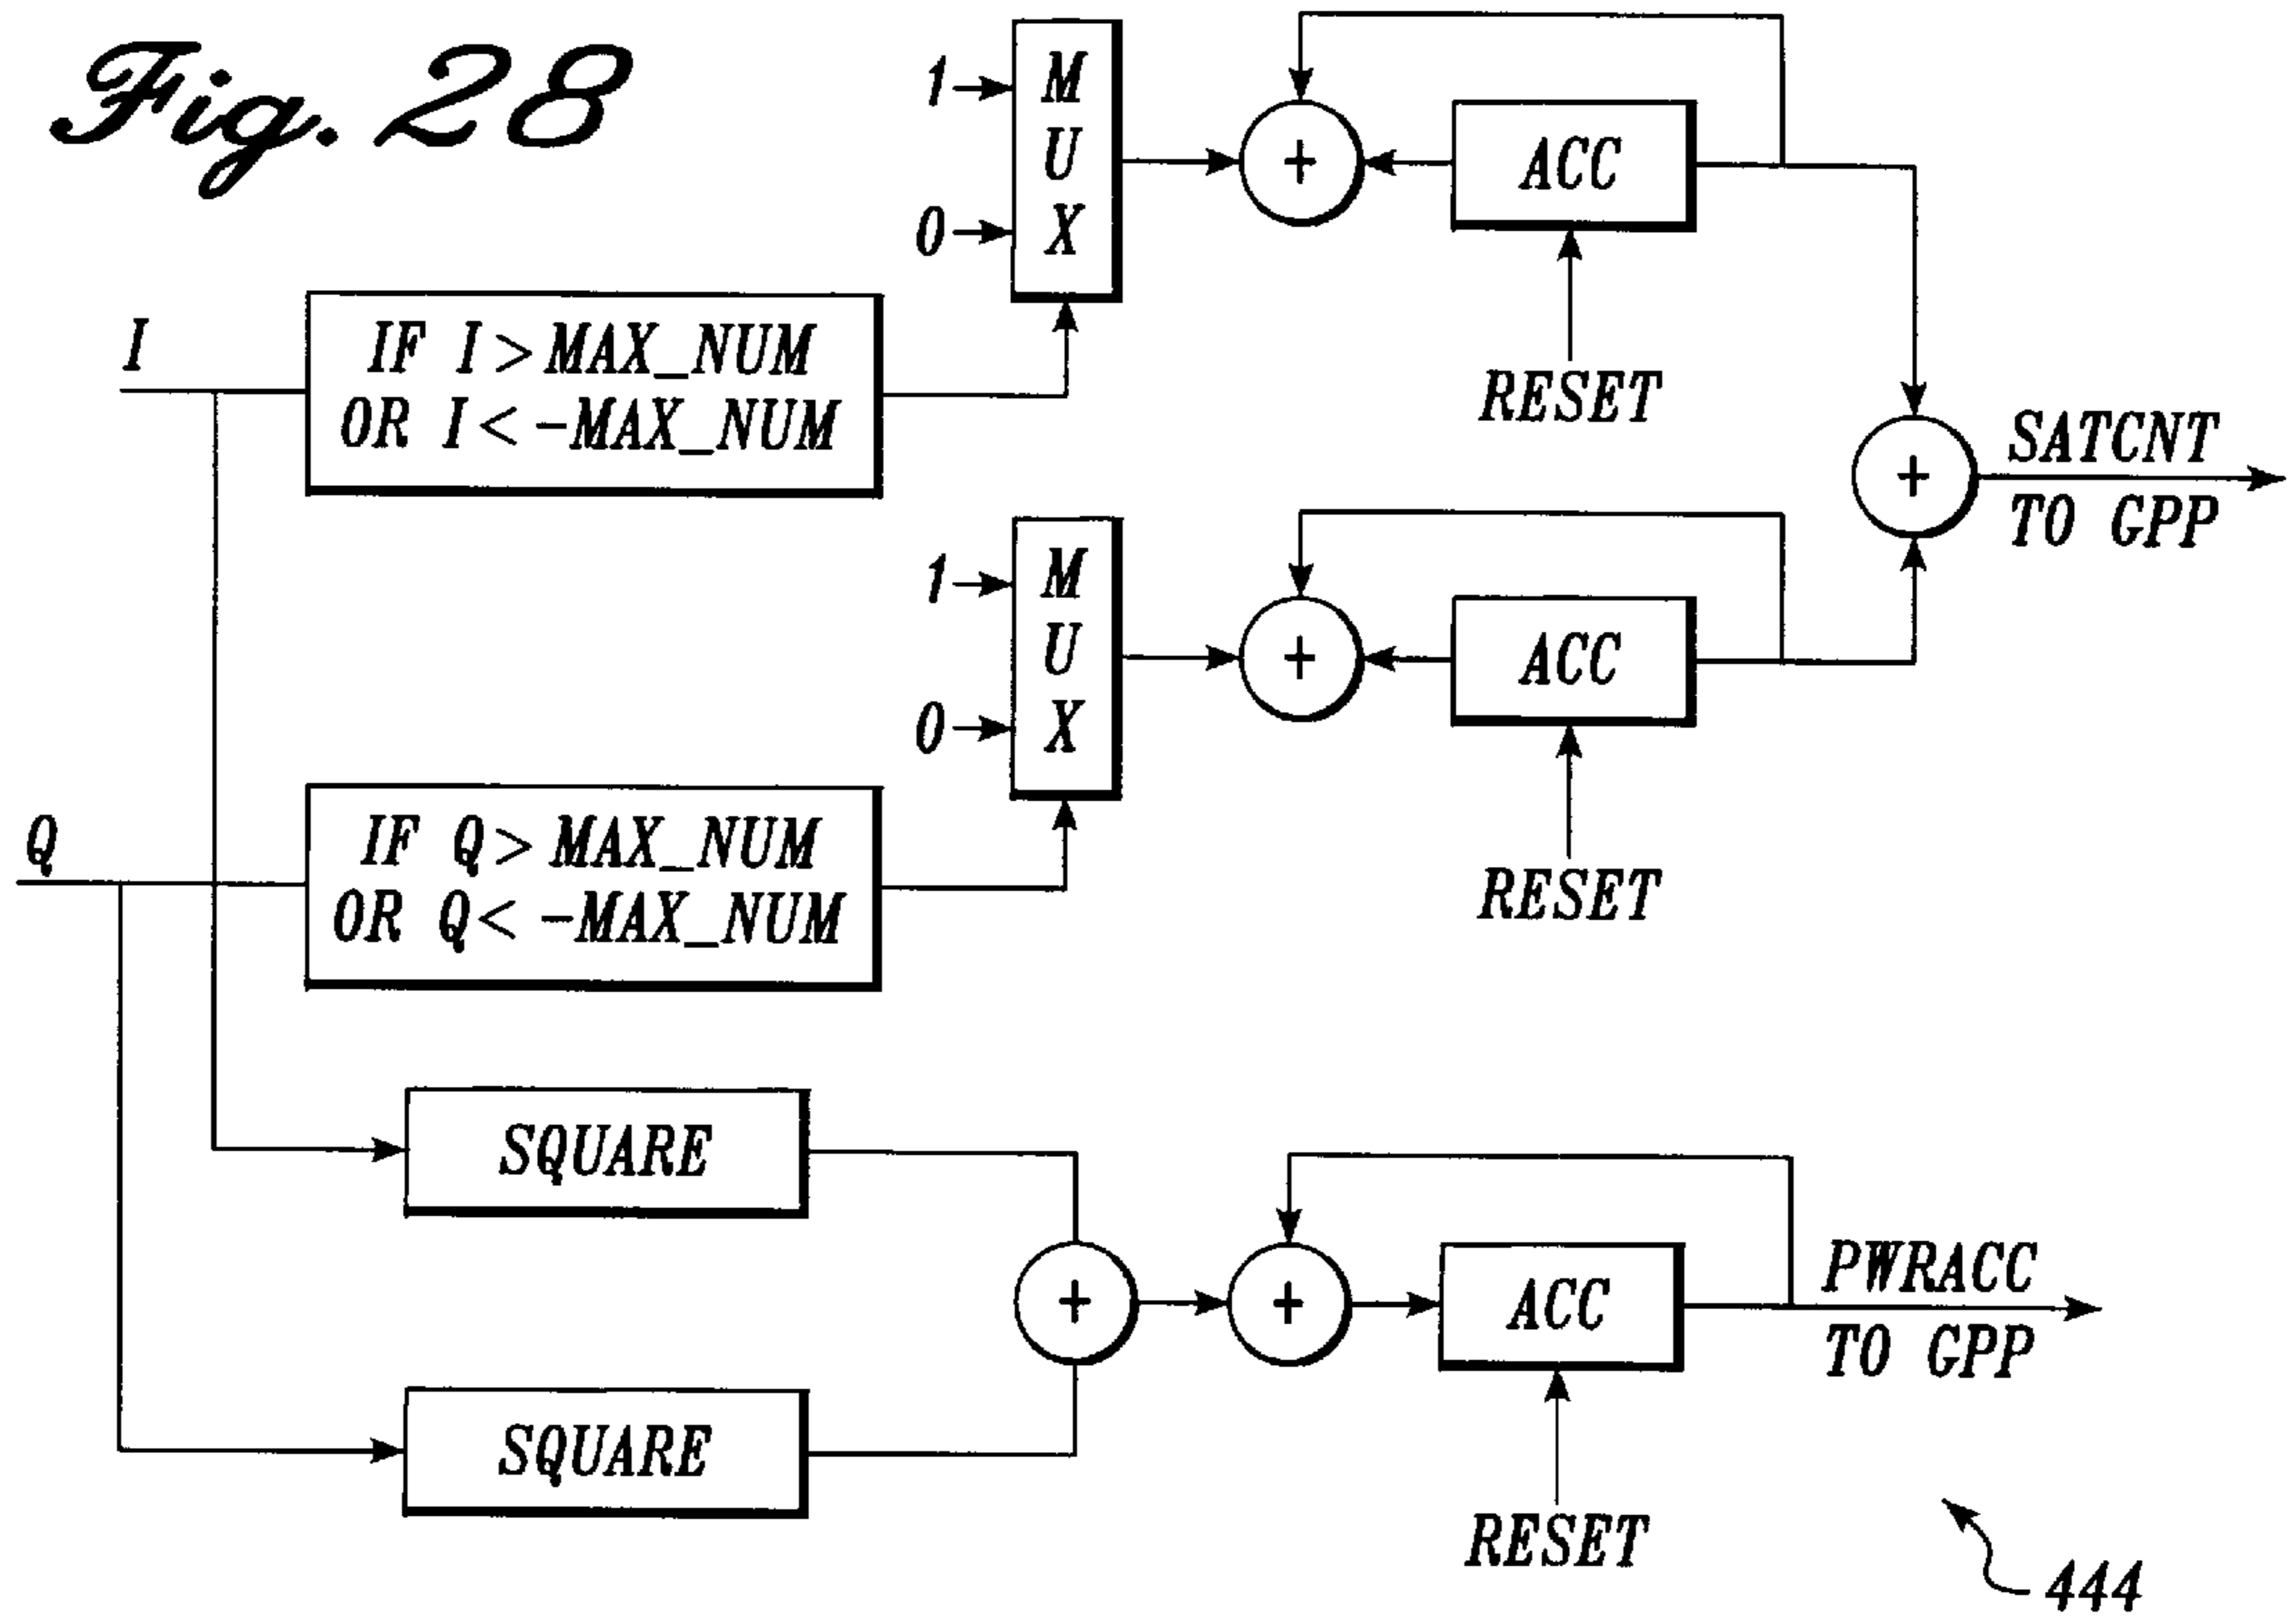 Fig. 28
1
M
U
X
0
+
ACC
RESET
I
IF I > MAX_NUM
OR I < -MAX_NUM
+
SATCNT
TO GPP
1
M
U
X
0
+
ACC
RESET
Q
IF Q > MAX_NUM
OR Q < -MAX_NUM
SQUARE
+
+
ACC
PWRACC
TO GPP
SQUARE
RESET
444